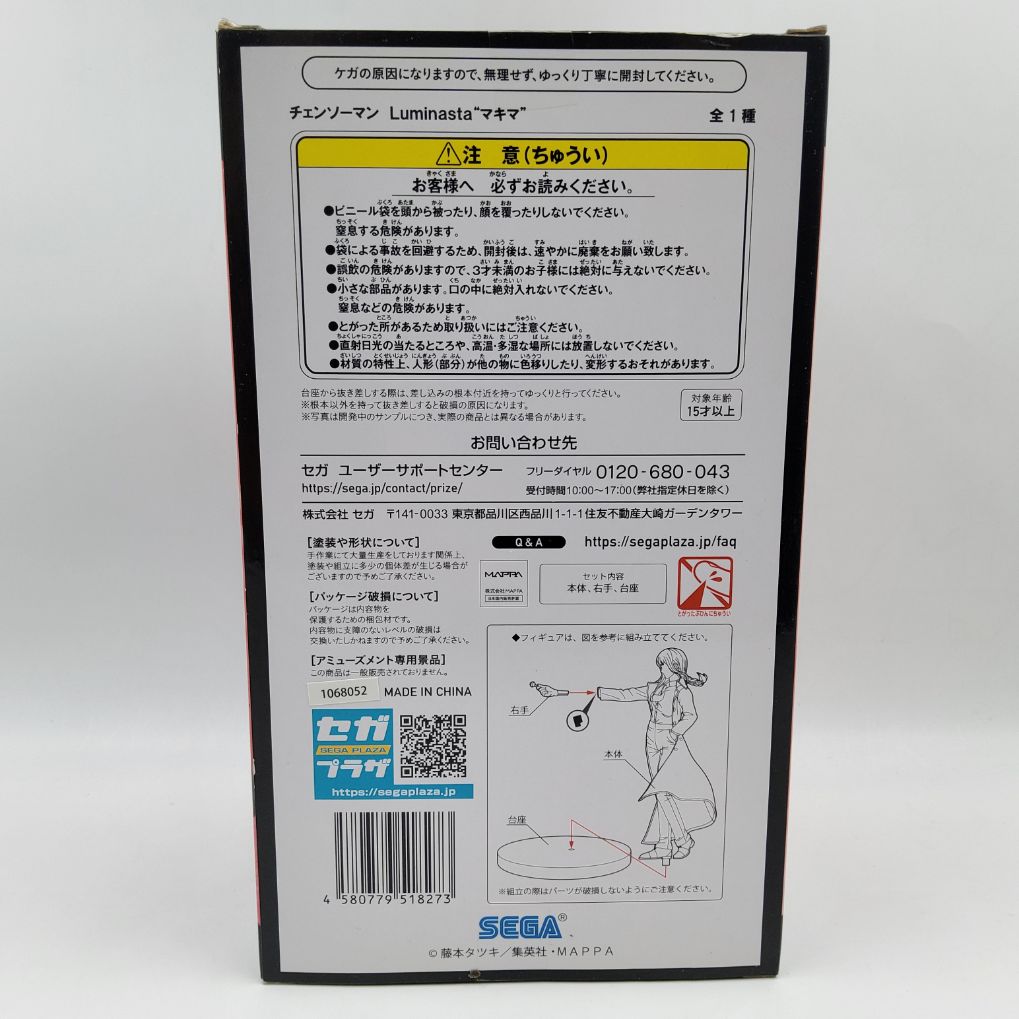 ケガの原因になりますので、無理せず、ゆっくり丁寧に開封してください。
チェンソーマン Luminasta“マキマ” 全1種
⚠注 意(ちゅうい)
お客様へ 必ずお読みください。
●ビニール袋を頭から被ったり、顔を覆ったりしないでください。
窒息する危険があります。
●袋による事故を回避するため、開封後は、速やかに廃棄をお願い致します。
●誤飲の危険がありますので、3才未満のお子様には絶対に与えないでください。
●小さな部品があります。口の中に絶対入れないでください。
窒息などの危険があります。
●とがった所があるため取り扱いにはご注意ください。
●直射日光の当たるところや、高温・多湿な場所には放置しないでください。
●材質の特性上、人形(部分)が他の物に色移りしたり、変形するおそれがあります。
台座から抜き差しする際は、差し込みの根本付近を持ってゆっくりと行ってください。
※根本以外を持って抜き差しすると破損の原因になります。
※写真は開発中のサンプルにつき、実際の商品とは異なる場合があります。
対象年齢
15才以上
お問い合わせ先
セガ ユーザーサポートセンター フリーダイヤル 0120-680-043
https://sega.jp/contact/prize/ 受付時間10:00〜17:00(弊社指定休日を除く)
株式会社 セガ 〒141-0033 東京都品川区西品川1-1-1住友不動産大崎ガーデンタワー
[塗装や形状について]
手作業にて大量生産をしております関係上、
塗装や組立に多少の個体差が生じる場合が
ございますので予めご了承ください。
[パッケージ破損について]
パッケージは内容物を
保護するための梱包材です。
内容物に支障のないレベルの破損は
交換いたしかねますので予めご了承ください。
[アミューズメント専用景品]
この商品は一般販売されておりません。
1068052 MADE IN CHINA
セガ
SEGA PLAZA
プラザ
https://segaplaza.jp
4 580779 518273
Q&A https://segaplaza.jp/faq
MAPPA
株式会社MAPPA
日本国内販売許諾
セット内容
本体、右手、台座
とがったぶひんにちゅうい
◆フィギュアは、図を参考に組み立ててください。
右手
本体
台座
※組立の際はパーツが破損しないようにご注意ください。
SEGA®
©藤本タツキ/集英社・MAPPA